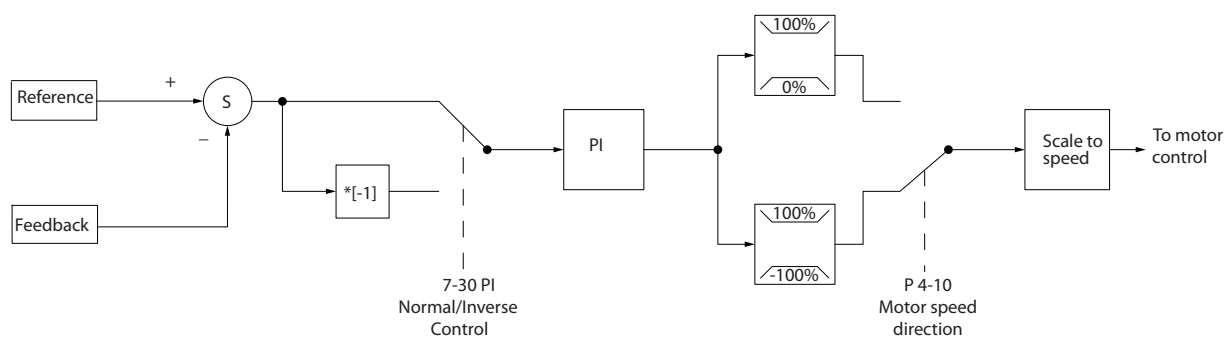 Reference
+
S
–
Feedback
*[-1]
7-30 PI
Normal/Inverse
Control
PI
100%
0%
100%
-100%
P 4-10
Motor speed
direction
Scale to
speed
To motor
control